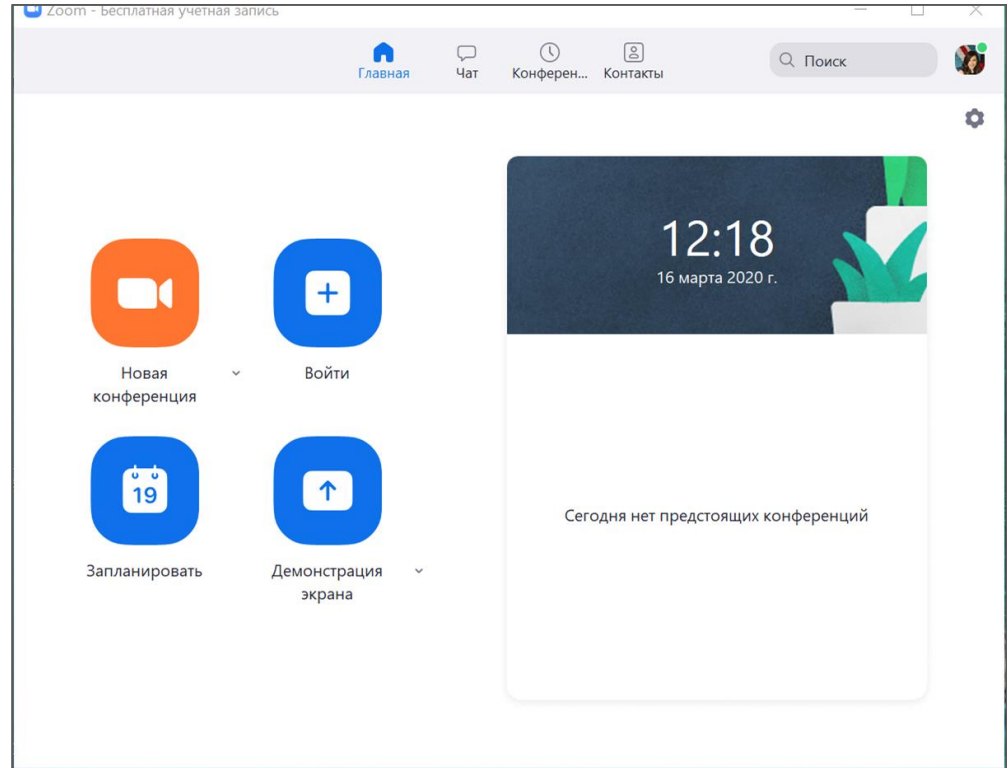 Zoom - Бесплатная учетная запись
Главная
Чат
Конферен...
Контакты
Поиск
12:18
16 марта 2020 г.
Новая
конференция
Войти
19
Запланировать
Демонстрация
экрана
Сегодня нет предстоящих конференций